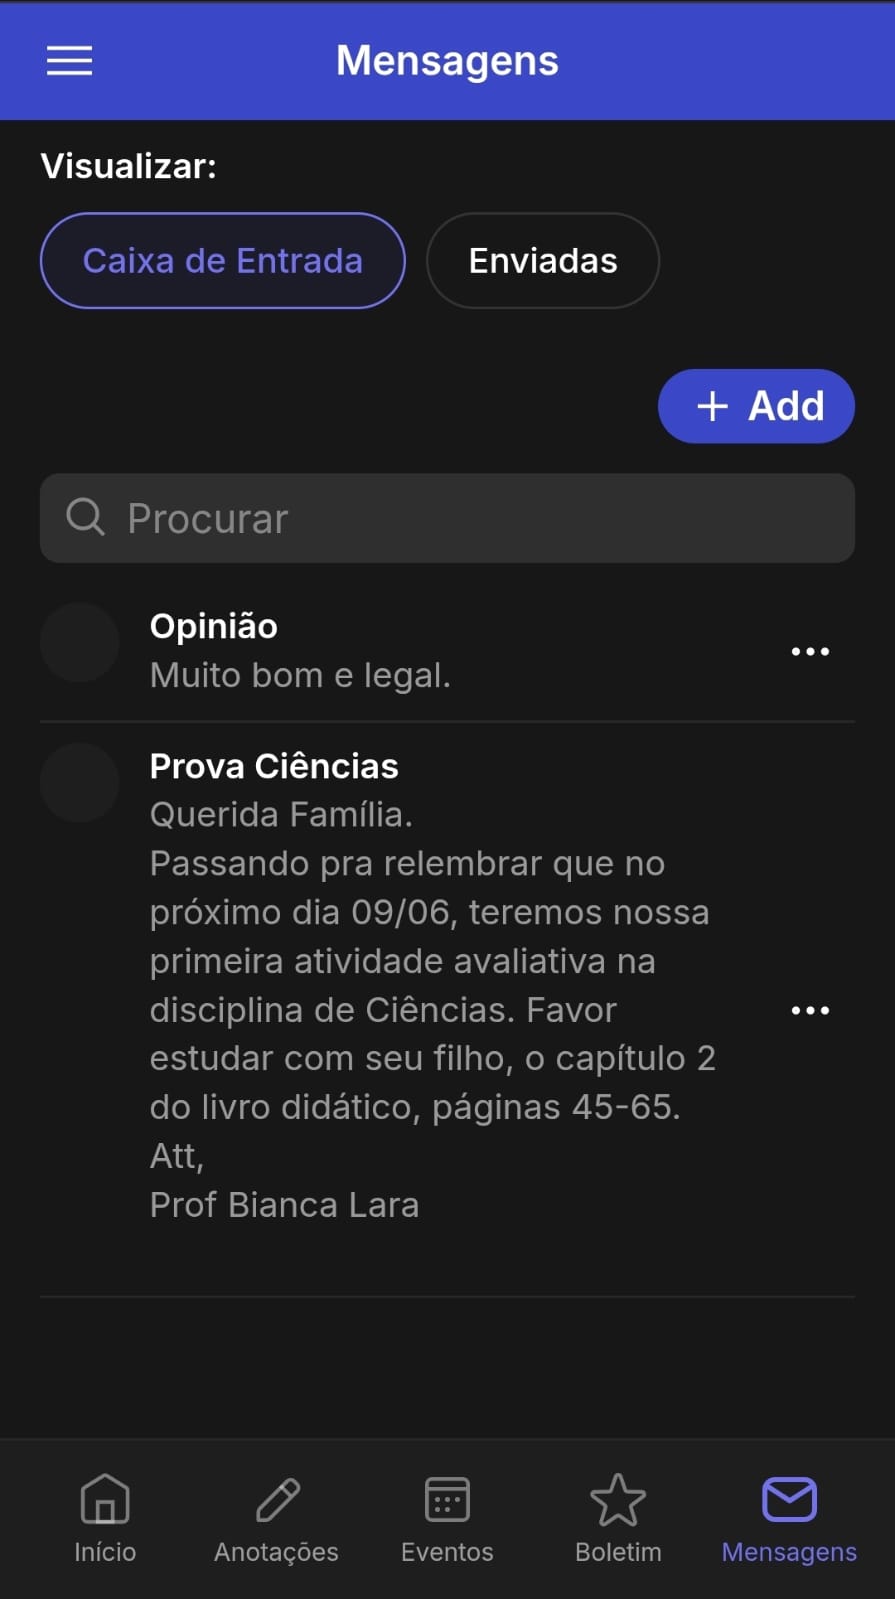 Mensagens
Visualizar:
Caixa de Entrada
Enviadas
+ Add
Procurar
Opinião
Muito bom e legal.
Prova Ciências
Querida Família.
Passando pra relembrar que no
próximo dia 09/06, teremos nossa
primeira atividade avaliativa na
disciplina de Ciências. Favor
estudar com seu filho, o capítulo 2
do livro didático, páginas 45-65.
Att,
Prof Bianca Lara
Início
Anotações
Eventos
Boletim
Mensagens